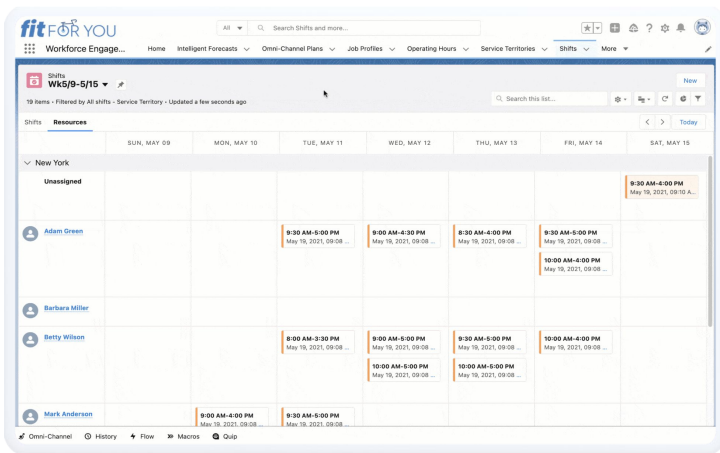 fit FOR YOU
All
Search Shifts and more...
Workforce Engage...
Home
Intelligent Forecasts
Omni-Channel Plans
Job Profiles
Operating Hours
Service Territories
Shifts
More
Shifts
Wk5/9-5/15
New
19 items • Filtered by All shifts - Service Territory • Updated a few seconds ago
Search this list...
Shifts
Resources
Today
SUN, MAY 09
MON, MAY 10
TUE, MAY 11
WED, MAY 12
THU, MAY 13
FRI, MAY 14
SAT, MAY 15
New York
Unassigned
9:30 AM-4:00 PM
May 19, 2021, 09:10 A...
Adam Green
9:30 AM-5:00 PM
May 19, 2021, 09:08 ...
9:00 AM-4:30 PM
May 19, 2021, 09:08 ...
8:30 AM-4:00 PM
May 19, 2021, 09:08 ...
9:30 AM-5:00 PM
May 19, 2021, 09:08 ...
10:00 AM-4:00 PM
May 19, 2021, 09:08 ...
Barbara Miller
Betty Wilson
8:00 AM-3:30 PM
May 19, 2021, 09:08 ...
9:00 AM-5:00 PM
May 19, 2021, 09:08 ...
9:30 AM-5:00 PM
May 19, 2021, 09:08 ...
10:00 AM-4:00 PM
May 19, 2021, 09:08 ...
10:00 AM-5:00 PM
May 19, 2021, 09:08 ...
10:00 AM-5:00 PM
May 19, 2021, 09:08 ...
Mark Anderson
9:00 AM-4:00 PM
May 19, 2021, 09:08 ...
9:30 AM-5:00 PM
May 19, 2021, 09:08 ...
Omni-Channel
History
Flow
Macros
Quip